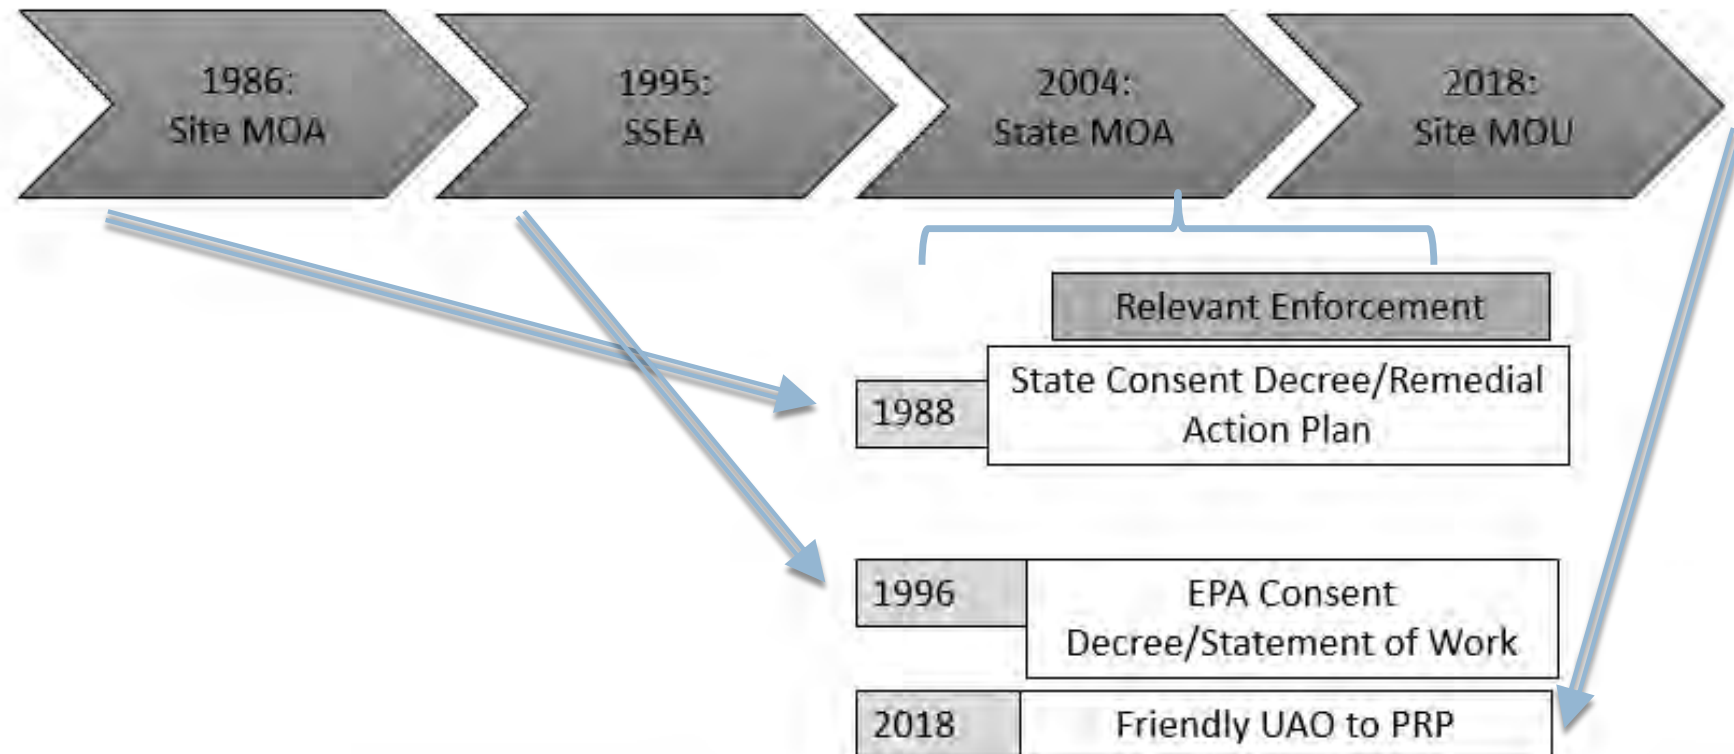 1986:
Site MOA
1995:
SSEA
2004:
State MOA
2018:
Site MOU
Relevant Enforcement
1988
State Consent Decree/Remedial
Action Plan
1996
EPA Consent
Decree/Statement of Work
2018
Friendly UAO to PRP